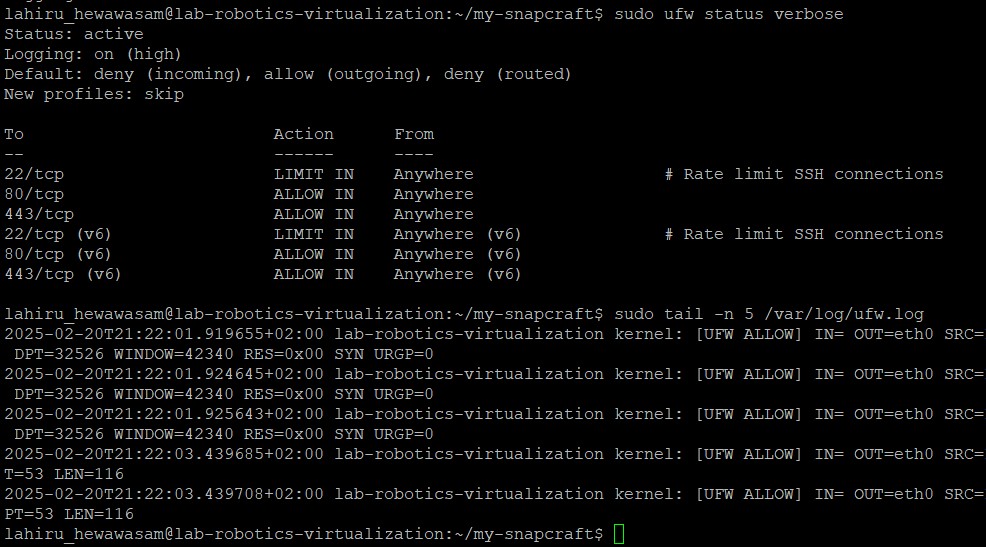 lahiru_hewawasam@lab-robotics-virtualization:~/my-snapcraft$ sudo ufw status verbose
Status: active
Logging: on (high)
Default: deny (incoming), allow (outgoing), deny (routed)
New profiles: skip
To                         Action      From
--                         ------      ----
22/tcp                     LIMIT IN    Anywhere                   # Rate limit SSH connections
80/tcp                     ALLOW IN    Anywhere
443/tcp                    ALLOW IN    Anywhere
22/tcp (v6)                LIMIT IN    Anywhere (v6)              # Rate limit SSH connections
80/tcp (v6)                ALLOW IN    Anywhere (v6)
443/tcp (v6)               ALLOW IN    Anywhere (v6)
lahiru_hewawasam@lab-robotics-virtualization:~/my-snapcraft$ sudo tail -n 5 /var/log/ufw.log
2025-02-20T21:22:01.919655+02:00 lab-robotics-virtualization kernel: [UFW ALLOW] IN= OUT=eth0 SRC=
DPT=32526 WINDOW=42340 RES=0x00 SYN URGP=0
2025-02-20T21:22:01.924645+02:00 lab-robotics-virtualization kernel: [UFW ALLOW] IN= OUT=eth0 SRC=
DPT=32526 WINDOW=42340 RES=0x00 SYN URGP=0
2025-02-20T21:22:01.925643+02:00 lab-robotics-virtualization kernel: [UFW ALLOW] IN= OUT=eth0 SRC=
DPT=32526 WINDOW=42340 RES=0x00 SYN URGP=0
2025-02-20T21:22:03.439685+02:00 lab-robotics-virtualization kernel: [UFW ALLOW] IN= OUT=eth0 SRC=
T=53 LEN=116
2025-02-20T21:22:03.439708+02:00 lab-robotics-virtualization kernel: [UFW ALLOW] IN= OUT=eth0 SRC=
PT=53 LEN=116
lahiru_hewawasam@lab-robotics-virtualization:~/my-snapcraft$